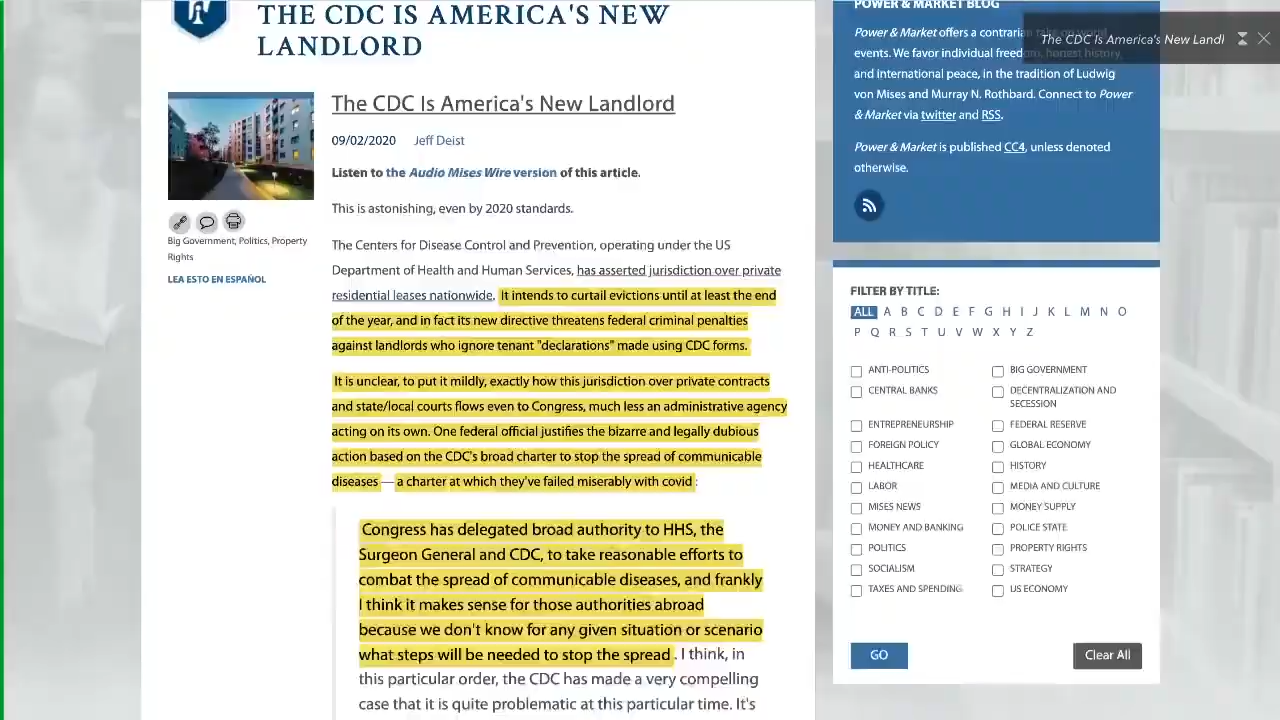 THE CDC IS AMERICA'S NEW
LANDLORD
The CDC Is America's New Landlord
09/02/2020 Jeff Deist
Listen to the Audio Mises Wire version of this article.
This is astonishing, even by 2020 standards.
The Centers for Disease Control and Prevention, operating under the US
Department of Health and Human Services, has asserted jurisdiction over private
residential leases nationwide. It intends to curtail evictions until at least the end
of the year, and in fact its new directive threatens federal criminal penalties
against landlords who ignore tenant "declarations" made using CDC forms.
It is unclear, to put it mildly, exactly how this jurisdiction over private contracts
and state/local courts flows even to Congress, much less an administrative agency
acting on its own. One federal official justifies the bizarre and legally dubious
action based on the CDC's broad charter to stop the spread of communicable
diseases—a charter at which they've failed miserably with covid:
Congress has delegated broad authority to HHS, the
Surgeon General and CDC, to take reasonable efforts to
combat the spread of communicable diseases, and frankly
I think it makes sense for those authorities abroad
because we don't know for any given situation or scenario
what steps will be needed to stop the spread. I think, in
this particular order, the CDC has made a very compelling
case that it is quite problematic at this particular time. It's
Big Government, Politics, Property
Rights
LEA ESTO EN ESPAÑOL
POWER & MARKET BLOG
Power & Market offers a contrarian take on world
events. We favor individual freedom, honest history,
and international peace, in the tradition of Ludwig
von Mises and Murray N. Rothbard. Connect to Power
& Market via twitter and RSS.
Power & Market is published CC4, unless denoted
otherwise.
The CDC Is America's New Landl
FILTER BY TITLE:
ALL A B C D E F G H I J K L M N O
P Q R S T U V W X Y Z
ANTI-POLITICS
BIG GOVERNMENT
CENTRAL BANKS
DECENTRALIZATION AND
SECESSION
ENTREPRENEURSHIP
FEDERAL RESERVE
FOREIGN POLICY
GLOBAL ECONOMY
HEALTHCARE
HISTORY
LABOR
MEDIA AND CULTURE
MISES NEWS
MONEY SUPPLY
MONEY AND BANKING
POLICE STATE
POLITICS
PROPERTY RIGHTS
SOCIALISM
STRATEGY
TAXES AND SPENDING
US ECONOMY
GO
Clear All